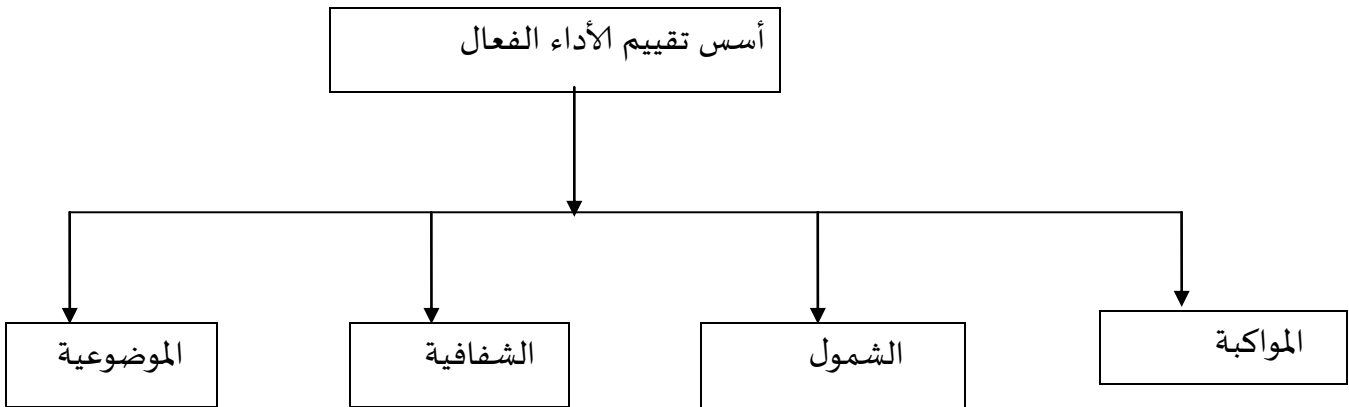 أسس تقييم الأداء الفعال
المواكبة
الشمول
الشفافية
الموضوعية